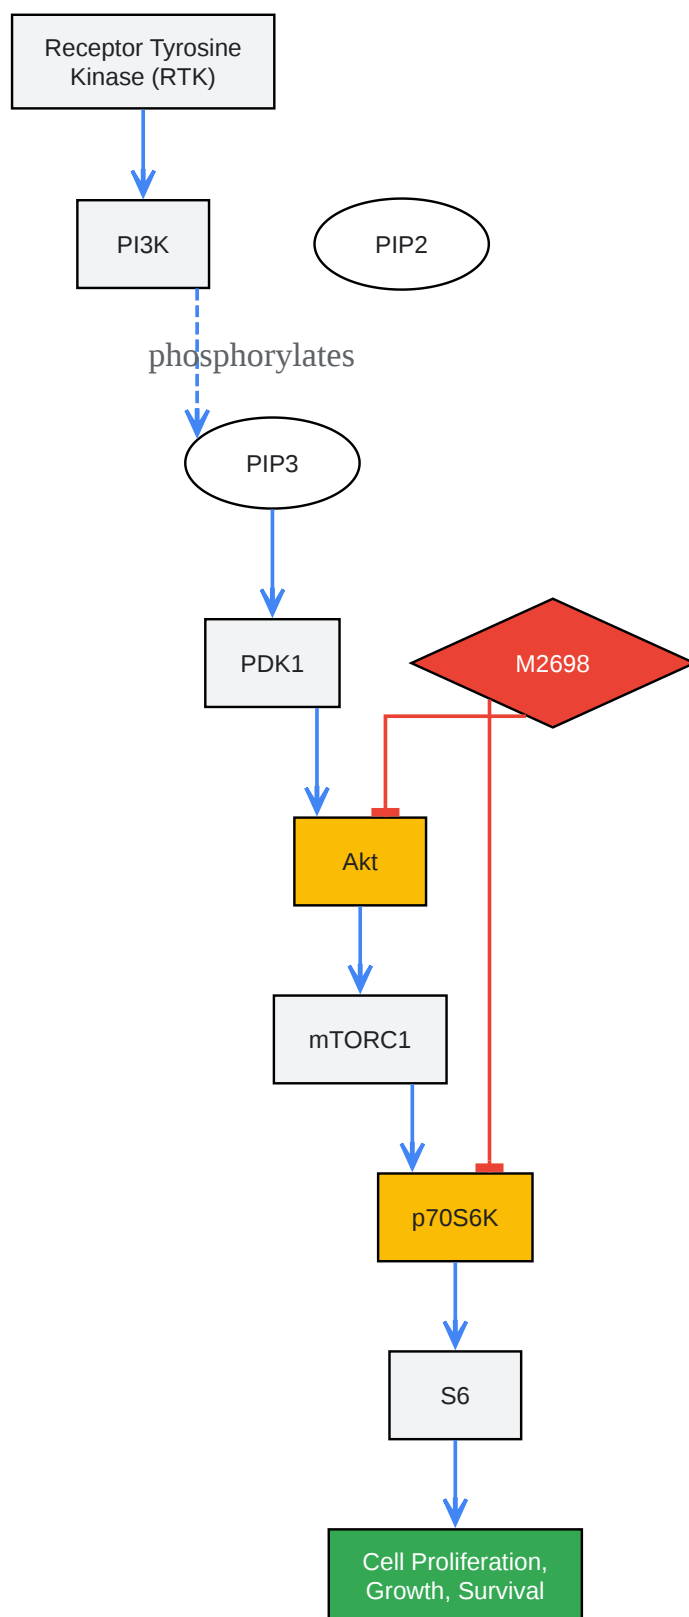 Receptor Tyrosine
Kinase (RTK)
PI3K
PIP2
phosphorylates
PIP3
PDK1
M2698
Akt
mTORC1
p70S6K
S6
Cell Proliferation,
Growth, Survival